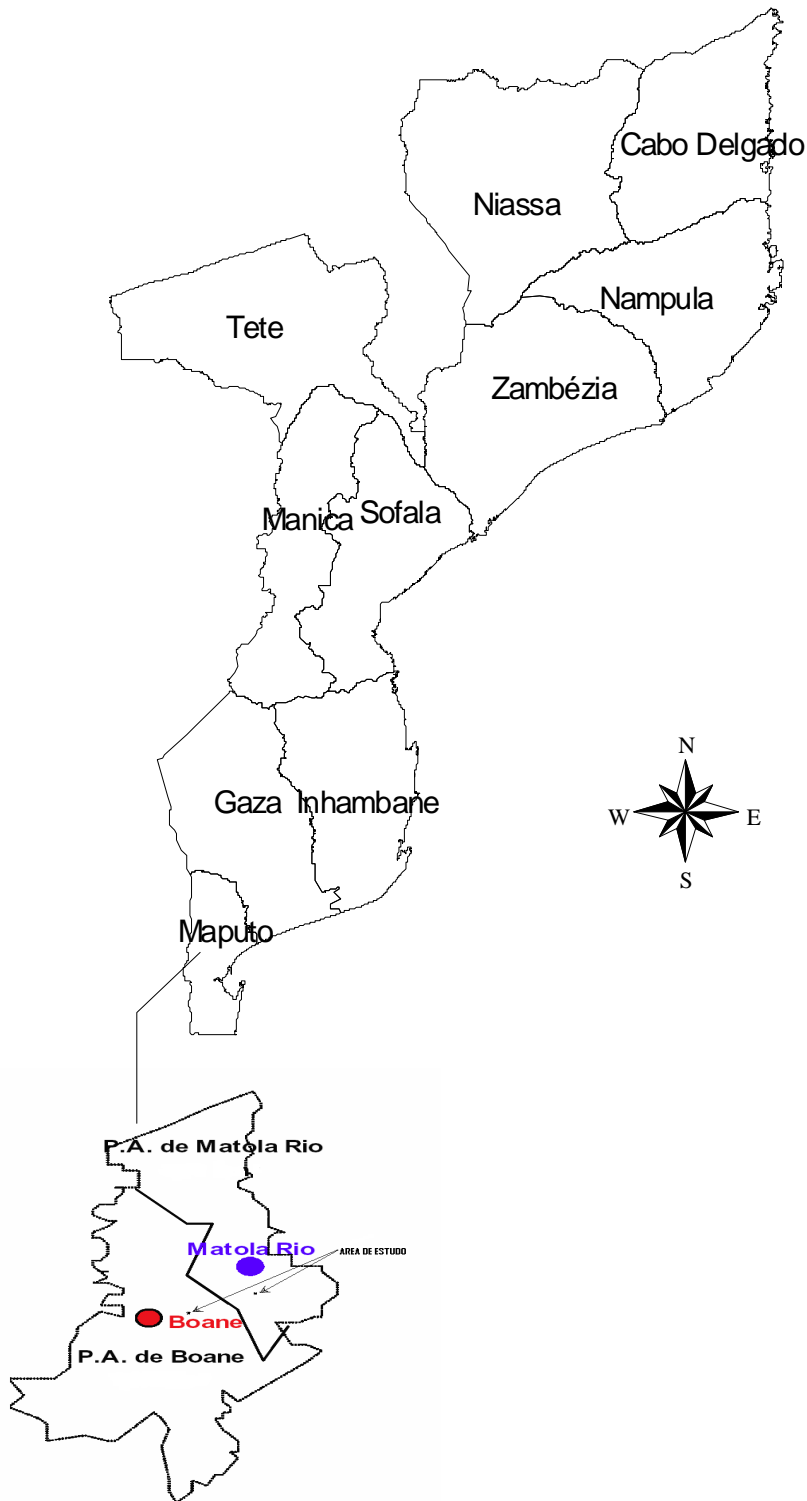 Cabo Delgado
Niassa
Nampula
Tete
Zambézia
Manica
Sofala
N
W
E
S
Gaza
Inhambane
Maputo
P.A. de Matola Rio
Matola Rio
AREA DE ESTUDO
Boane
P.A. de Boane